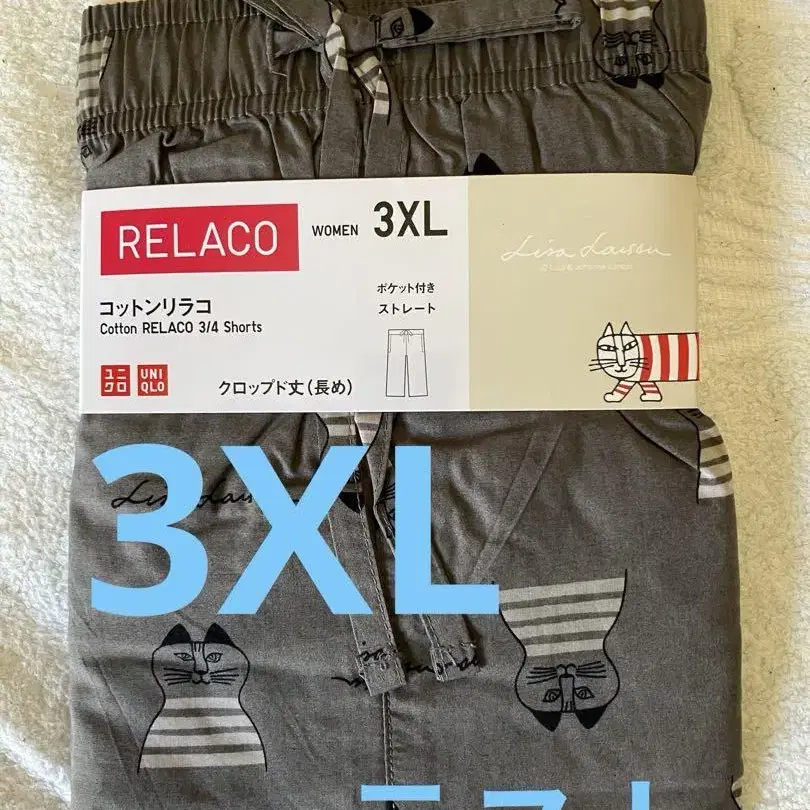 RELACO
WOMEN 3XL
Lisa Larson
コットンリラコ
Cotton RELACO 3/4 Shorts
ポケット付き
ストレート
ユニクロ
UNIQLO
クロップド丈(長め)
3XL
Lisa Larson